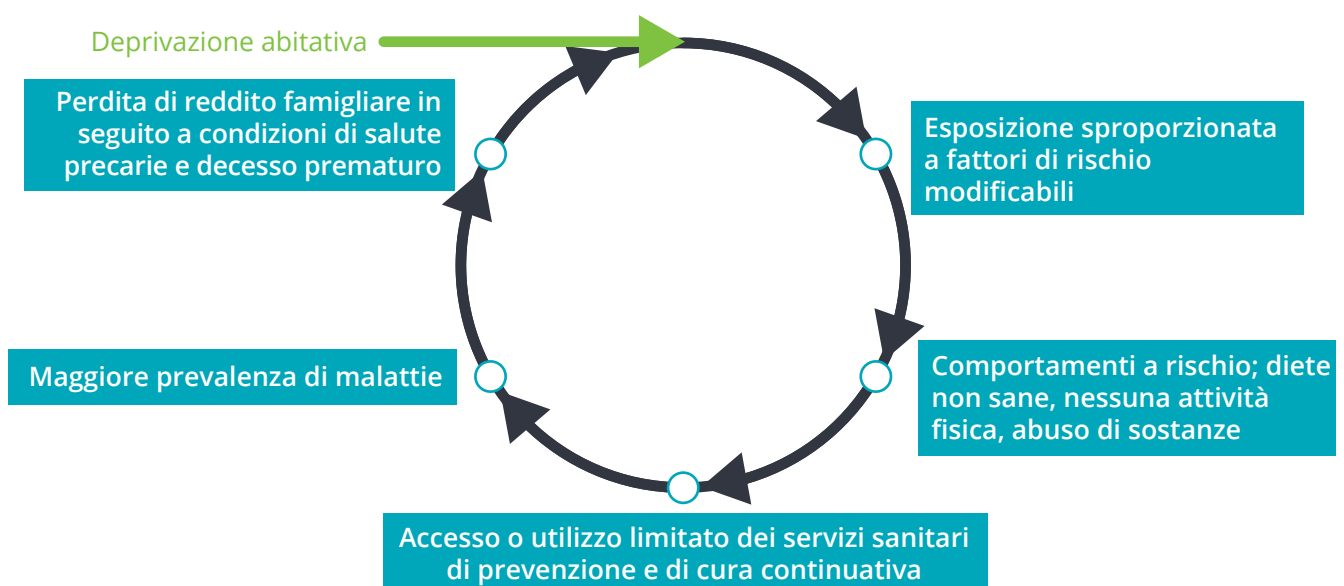 Deprivazione abitativa
Perdita di reddito famigliare in
seguito a condizioni di salute
precarie e decesso prematuro
Esposizione sproporzionata
a fattori di rischio
modificabili
Maggiore prevalenza di malattie
Comportamenti a rischio; diete
non sane, nessuna attività
fisica, abuso di sostanze
Accesso o utilizzo limitato dei servizi sanitari
di prevenzione e di cura continuativa